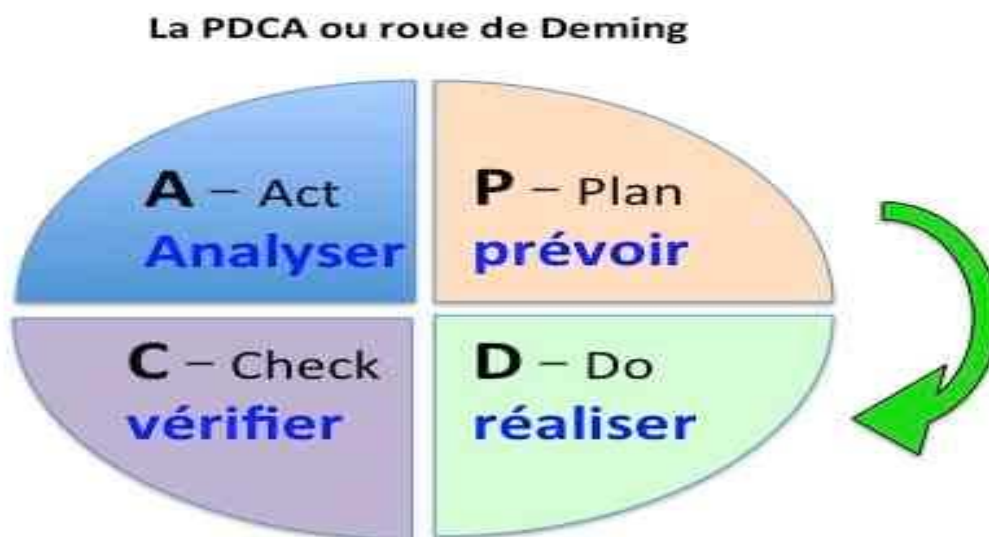 La PDCA ou roue de Deming
A – Act
Analyser
P – Plan
prévoir
C – Check
vérifier
D – Do
réaliser